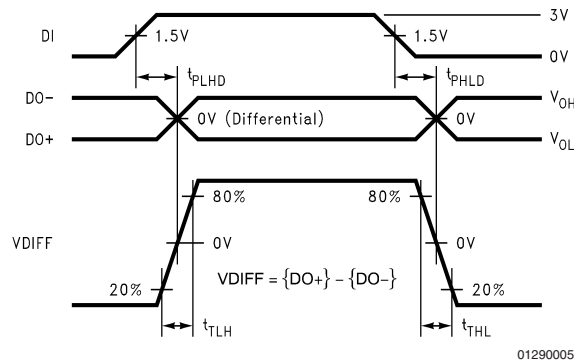 3V
DI
1.5V
1.5V
0V
tPLHD
tPHLD
DO-
VOH
0V (Differential)
0V
DO+
VOL
80%
80%
VDIFF
0V
0V
VDIFF = {DO+} - {DO-}
20%
20%
tTLH
tTHL
01290005